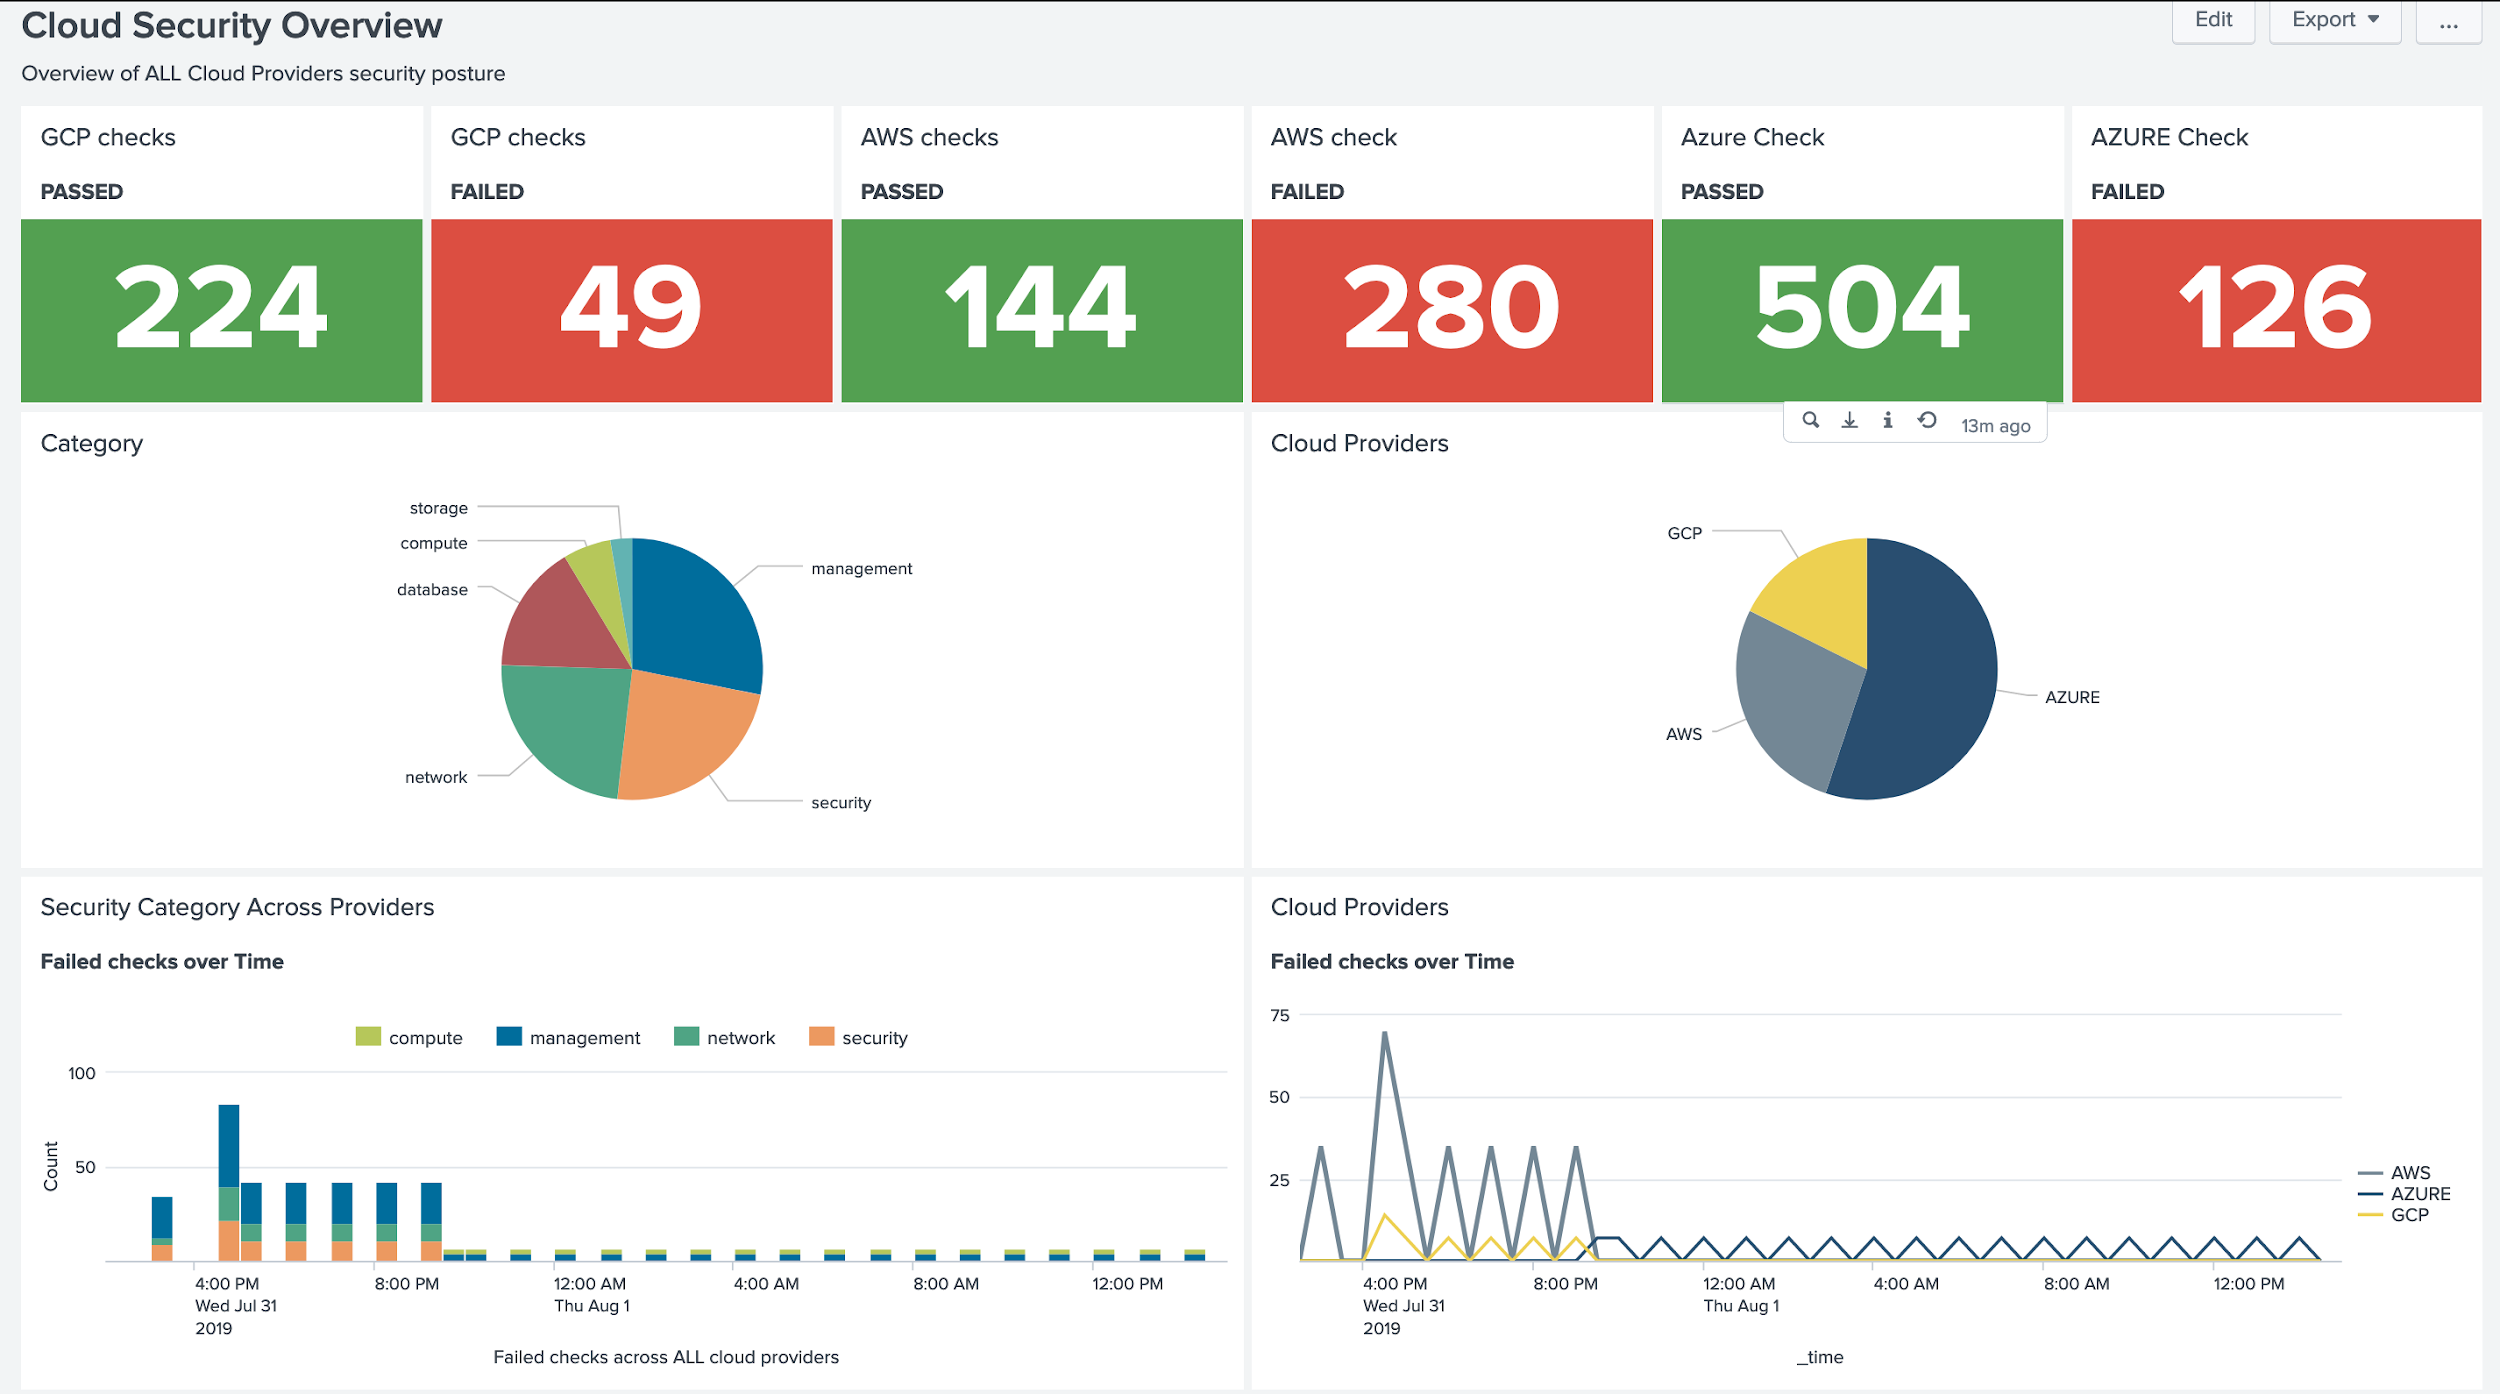 Cloud Security Overview
Edit
Export
...
Overview of ALL Cloud Providers security posture
GCP checks
PASSED
224
GCP checks
FAILED
49
AWS checks
PASSED
144
AWS check
FAILED
280
Azure Check
PASSED
504
AZURE Check
FAILED
126
13m ago
Category
storage
compute
database
network
management
security
Cloud Providers
GCP
AWS
AZURE
Security Category Across Providers
Failed checks over Time
compute
management
network
security
100
50
Count
4:00 PM
Wed Jul 31
2019
8:00 PM
12:00 AM
Thu Aug 1
4:00 AM
8:00 AM
12:00 PM
Failed checks across ALL cloud providers
Cloud Providers
Failed checks over Time
75
50
25
AWS
AZURE
GCP
4:00 PM
Wed Jul 31
2019
8:00 PM
12:00 AM
Thu Aug 1
4:00 AM
8:00 AM
12:00 PM
_time